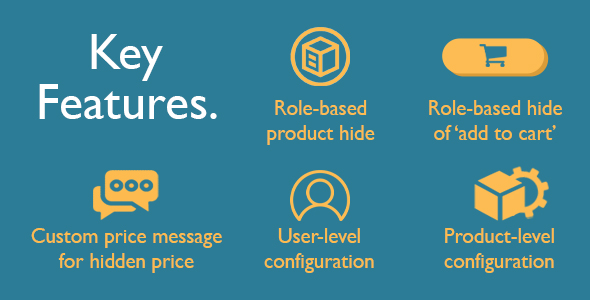 Key
Features.
Role-based
product hide
Role-based hide
of ‘add to cart’
Custom price message
for hidden price
User-level
configuration
Product-level
configuration